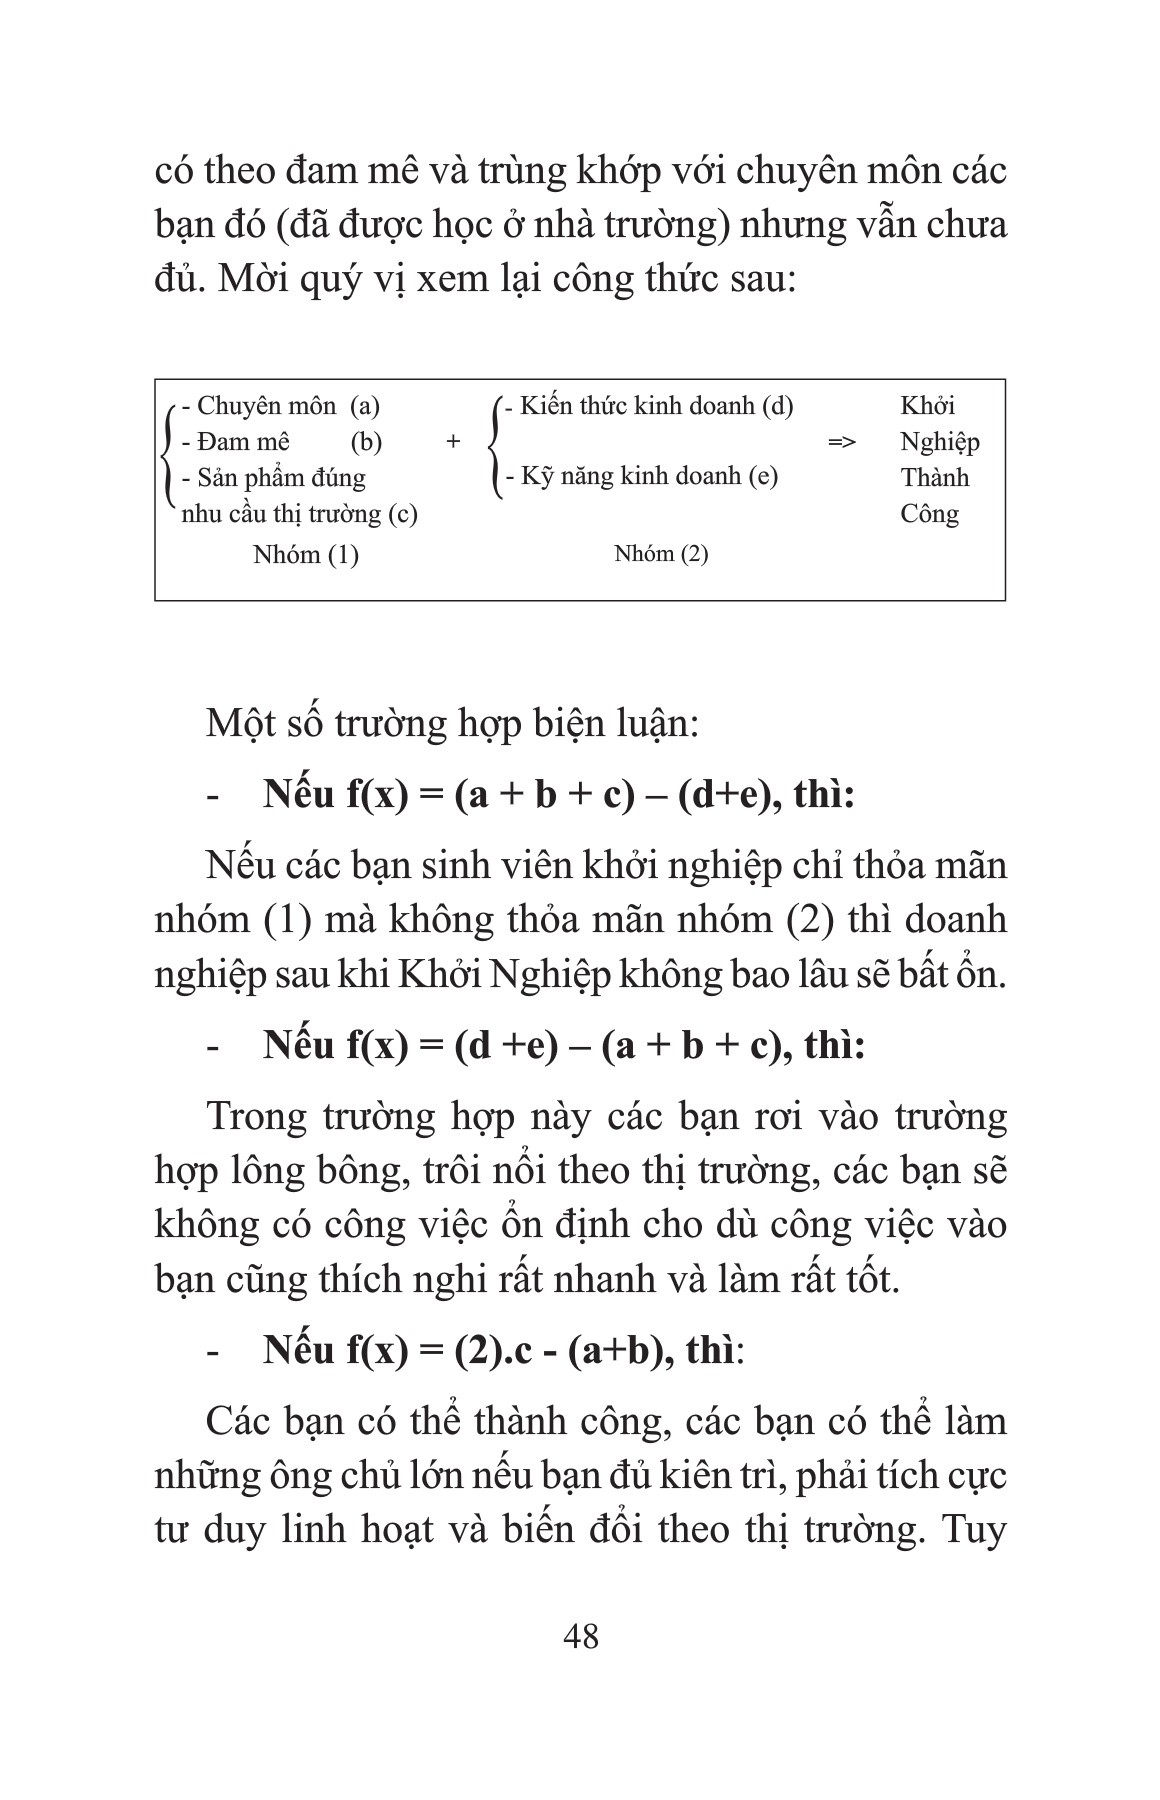 có theo đam mê và trùng khớp với chuyên môn các
bạn đó (đã được học ở nhà trường) nhưng vẫn chưa
đủ. Mời quý vị xem lại công thức sau:
- Chuyên môn (a)
- Đam mê (b)
- Sản phẩm đúng
nhu cầu thị trường (c)
Nhóm (1)
+
- Kiến thức kinh doanh (d)
- Kỹ năng kinh doanh (e)
Nhóm (2)
=>
Khởi
Nghiệp
Thành
Công
Một số trường hợp biện luận:
- Nếu f(x) = (a + b + c) – (d+e), thì:
Nếu các bạn sinh viên khởi nghiệp chỉ thỏa mãn
nhóm (1) mà không thỏa mãn nhóm (2) thì doanh
nghiệp sau khi Khởi Nghiệp không bao lâu sẽ bất ổn.
- Nếu f(x) = (d +e) – (a + b + c), thì:
Trong trường hợp này các bạn rơi vào trường
hợp lông bông, trôi nổi theo thị trường, các bạn sẽ
không có công việc ổn định cho dù công việc vào
bạn cũng thích nghi rất nhanh và làm rất tốt.
- Nếu f(x) = (2).c - (a+b), thì:
Các bạn có thể thành công, các bạn có thể làm
những ông chủ lớn nếu bạn đủ kiên trì, phải tích cực
tư duy linh hoạt và biến đổi theo thị trường. Tuy
48